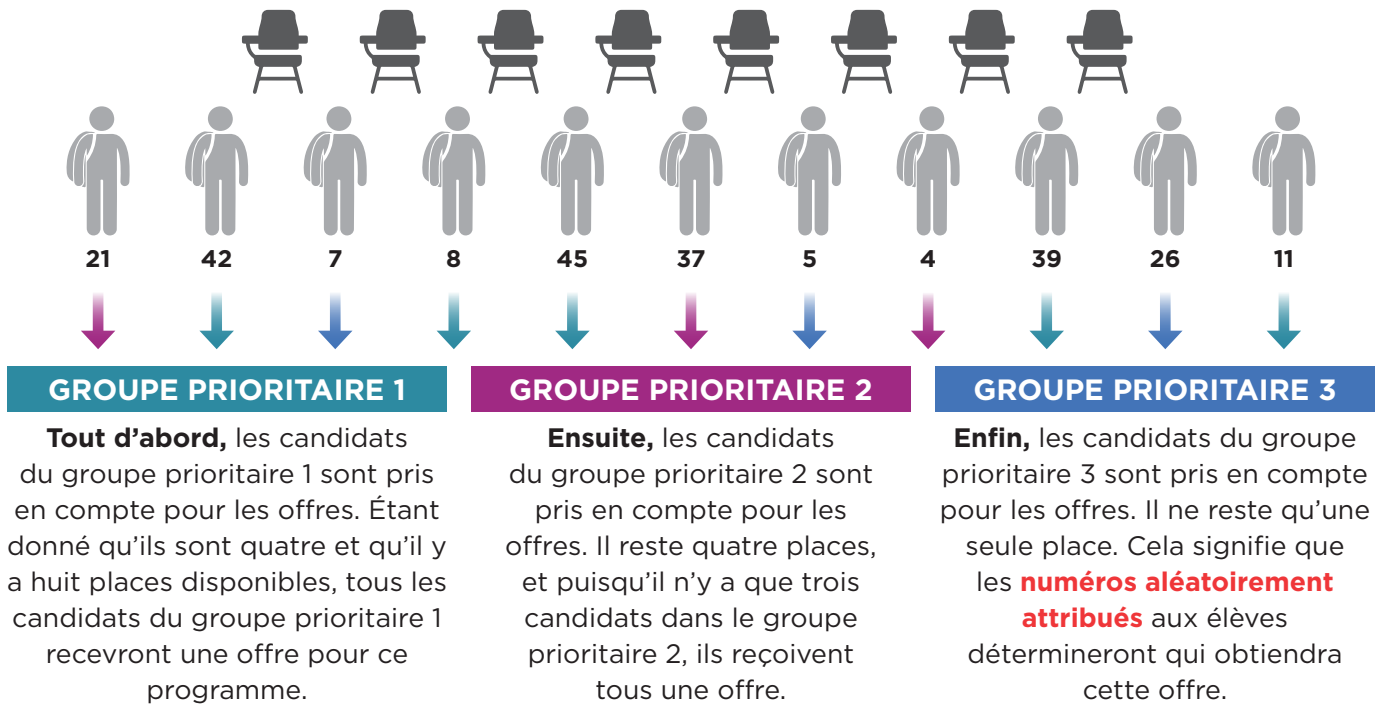 21 42 7 8 45 37 5 4 39 26 11
GROUPE PRIORITAIRE 1
Tout d’abord, les candidats
du groupe prioritaire 1 sont pris
en compte pour les offres. Étant
donné qu’ils sont quatre et qu’il y
a huit places disponibles, tous les
candidats du groupe prioritaire 1
recevront une offre pour ce
programme.
GROUPE PRIORITAIRE 2
Ensuite, les candidats
du groupe prioritaire 2 sont
pris en compte pour les
offres. Il reste quatre places,
et puisqu’il n’y a que trois
candidats dans le groupe
prioritaire 2, ils reçoivent
tous une offre.
GROUPE PRIORITAIRE 3
Enfin, les candidats du groupe
prioritaire 3 sont pris en compte
pour les offres. Il ne reste qu’une
seule place. Cela signifie que
les numéros aléatoirement
attribués aux élèves
détermineront qui obtiendra
cette offre.